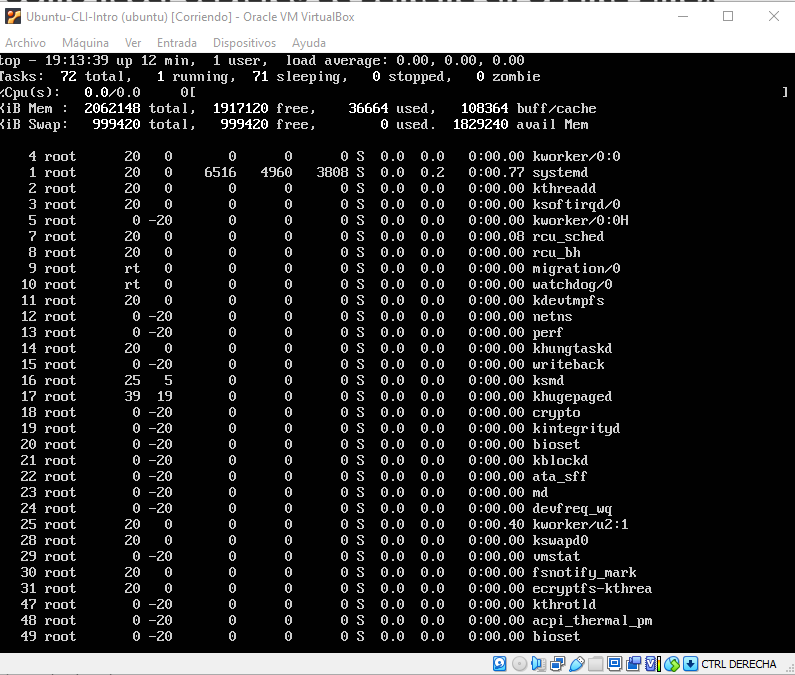 Ubuntu-CLI-Intro (ubuntu) [Corriendo] - Oracle VM VirtualBox
Archivo Máquina Ver Entrada Dispositivos Ayuda
top - 19:13:39 up 12 min, 1 user, load average: 0.00, 0.00, 0.00
Tasks: 72 total, 1 running, 71 sleeping, 0 stopped, 0 zombie
%Cpu(s): 0.0/0.0 0[ ]
KiB Mem : 2062148 total, 1917120 free, 36664 used, 108364 buff/cache
KiB Swap: 999420 total, 999420 free, 0 used. 1829240 avail Mem
4 root 20 0 0 0 0 S 0.0 0.0 0:00.00 kworker/0:0
1 root 20 0 6516 4960 3808 S 0.0 0.2 0:00.77 systemd
2 root 20 0 0 0 0 S 0.0 0.0 0:00.00 kthreadd
3 root 20 0 0 0 0 S 0.0 0.0 0:00.00 ksoftirqd/0
5 root 0 -20 0 0 0 S 0.0 0.0 0:00.00 kworker/0:0H
7 root 20 0 0 0 0 S 0.0 0.0 0:00.08 rcu_sched
8 root 20 0 0 0 0 S 0.0 0.0 0:00.00 rcu_bh
9 root rt 0 0 0 0 S 0.0 0.0 0:00.00 migration/0
10 root rt 0 0 0 0 S 0.0 0.0 0:00.00 watchdog/0
11 root 20 0 0 0 0 S 0.0 0.0 0:00.00 kdevtmpfs
12 root 0 -20 0 0 0 S 0.0 0.0 0:00.00 netns
13 root 0 -20 0 0 0 S 0.0 0.0 0:00.00 perf
14 root 20 0 0 0 0 S 0.0 0.0 0:00.00 khungtaskd
15 root 0 -20 0 0 0 S 0.0 0.0 0:00.00 writeback
16 root 25 5 0 0 0 S 0.0 0.0 0:00.00 ksmd
17 root 39 19 0 0 0 S 0.0 0.0 0:00.00 khugepaged
18 root 0 -20 0 0 0 S 0.0 0.0 0:00.00 crypto
19 root 0 -20 0 0 0 S 0.0 0.0 0:00.00 kintegrityd
20 root 0 -20 0 0 0 S 0.0 0.0 0:00.00 bioset
21 root 0 -20 0 0 0 S 0.0 0.0 0:00.00 kblockd
22 root 0 -20 0 0 0 S 0.0 0.0 0:00.00 ata_sff
23 root 0 -20 0 0 0 S 0.0 0.0 0:00.00 md
24 root 0 -20 0 0 0 S 0.0 0.0 0:00.00 devfreq_wq
25 root 20 0 0 0 0 S 0.0 0.0 0:00.40 kworker/u2:1
28 root 20 0 0 0 0 S 0.0 0.0 0:00.00 kswapd0
29 root 0 -20 0 0 0 S 0.0 0.0 0:00.00 vmstat
30 root 20 0 0 0 0 S 0.0 0.0 0:00.00 fsnotify_mark
31 root 20 0 0 0 0 S 0.0 0.0 0:00.00 ecryptfs-kthrea
47 root 0 -20 0 0 0 S 0.0 0.0 0:00.00 kthrotld
48 root 0 -20 0 0 0 S 0.0 0.0 0:00.00 acpi_thermal_pm
49 root 0 -20 0 0 0 S 0.0 0.0 0:00.00 bioset
CTRL DERECHA